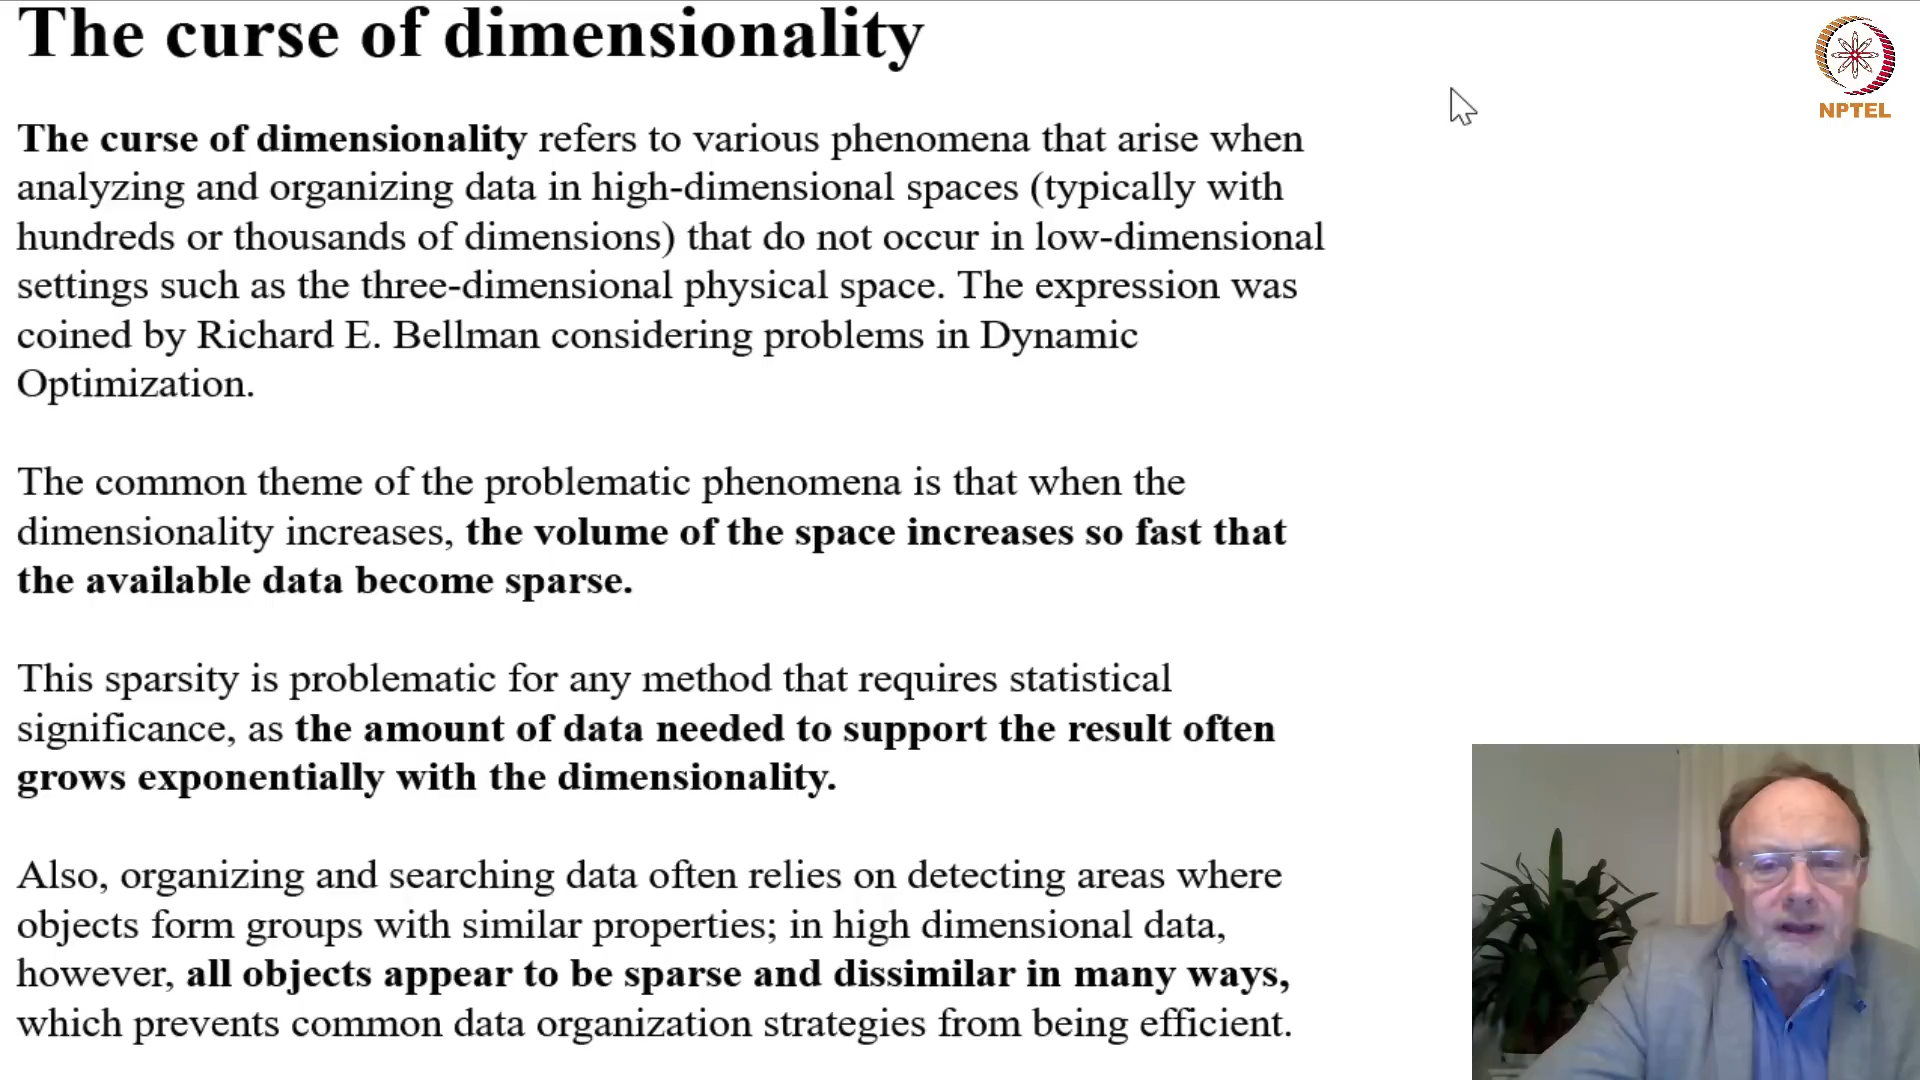 The curse of dimensionality
NPTEL
The curse of dimensionality refers to various phenomena that arise when
analyzing and organizing data in high-dimensional spaces (typically with
hundreds or thousands of dimensions) that do not occur in low-dimensional
settings such as the three-dimensional physical space. The expression was
coined by Richard E. Bellman considering problems in Dynamic
Optimization.
The common theme of the problematic phenomena is that when the
dimensionality increases, the volume of the space increases so fast that
the available data become sparse.
This sparsity is problematic for any method that requires statistical
significance, as the amount of data needed to support the result often
grows exponentially with the dimensionality.
Also, organizing and searching data often relies on detecting areas where
objects form groups with similar properties; in high dimensional data,
however, all objects appear to be sparse and dissimilar in many ways,
which prevents common data organization strategies from being efficient.